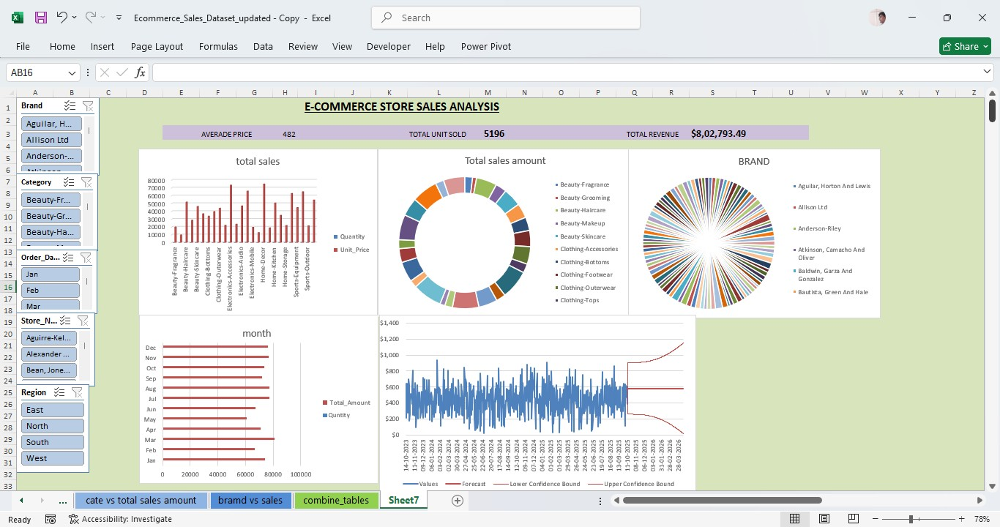 Ecommerce_Sales_Dataset_updated - Copy - Excel
Search
File Home Insert Page Layout Formulas Data Review View Developer Help Power Pivot
Share
AB16
fx
A B C D E F G H I J K L M N O P Q R S T U V W X Y Z
1
2
3
4
5
6
7
8
9
10
11
12
13
14
15
16
17
18
19
20
21
22
23
24
25
26
27
28
29
30
31
32
33
Brand
Aguilar, H...
Allison Ltd
Anderson-...
Category
Beauty-Fr...
Beauty-Gr...
Beauty-Ha...
Order_Da...
Jan
Feb
Mar
Store_N...
Aguirre-Kel...
Alexander ...
Bean, Jone...
Region
East
North
South
West
E-COMMERCE STORE SALES ANALYSIS
AVERADE PRICE 482 TOTAL UNIT SOLD 5196 TOTAL REVENUE $8,02,793.49
total sales
80000
70000
60000
50000
40000
30000
20000
10000
0
Beauty-Fragrance
Beauty-Haircare
Beauty-Skincare
Clothing-Bottoms
Clothing-Outerwear
Electronics-Accessories
Electronics-Audio
Electronics-Mobile
Home-Decor
Home-Kitchen
Home-Storage
Sports-Equipment
Sports-Outdoor
Quantity
Unit_Price
Total sales amount
Beauty-Fragrance
Beauty-Grooming
Beauty-Haircare
Beauty-Makeup
Beauty-Skincare
Clothing-Accessories
Clothing-Bottoms
Clothing-Footwear
Clothing-Outerwear
Clothing-Tops
BRAND
Aguilar, Horton And Lewis
Allison Ltd
Anderson-Riley
Atkinson, Camacho And
Oliver
Baldwin, Garza And
Gonzalez
Bautista, Green And Hale
month
Dec
Nov
Oct
Sep
Aug
Jul
Jun
May
Apr
Mar
Feb
Jan
0 20000 40000 60000 80000 100000
Total_Amount
Quntity
$1,400
$1,200
$1,000
$800
$600
$400
$200
$0
14-10-2023
11-11-2023
09-12-2023
06-01-2024
03-02-2024
02-03-2024
30-03-2024
27-04-2024
25-05-2024
22-06-2024
20-07-2024
17-08-2024
14-09-2024
12-10-2024
09-11-2024
07-12-2024
04-01-2025
01-02-2025
01-03-2025
29-03-2025
26-04-2025
24-05-2025
21-06-2025
19-07-2025
16-08-2025
13-09-2025
11-10-2025
08-11-2025
06-12-2025
03-01-2026
31-01-2026
28-02-2026
28-03-2026
Values Forecast Lower Confidence Bound Upper Confidence Bound
... cate vs total sales amount bramd vs sales combine_tables Sheet7
Ready Accessibility: Investigate 78%